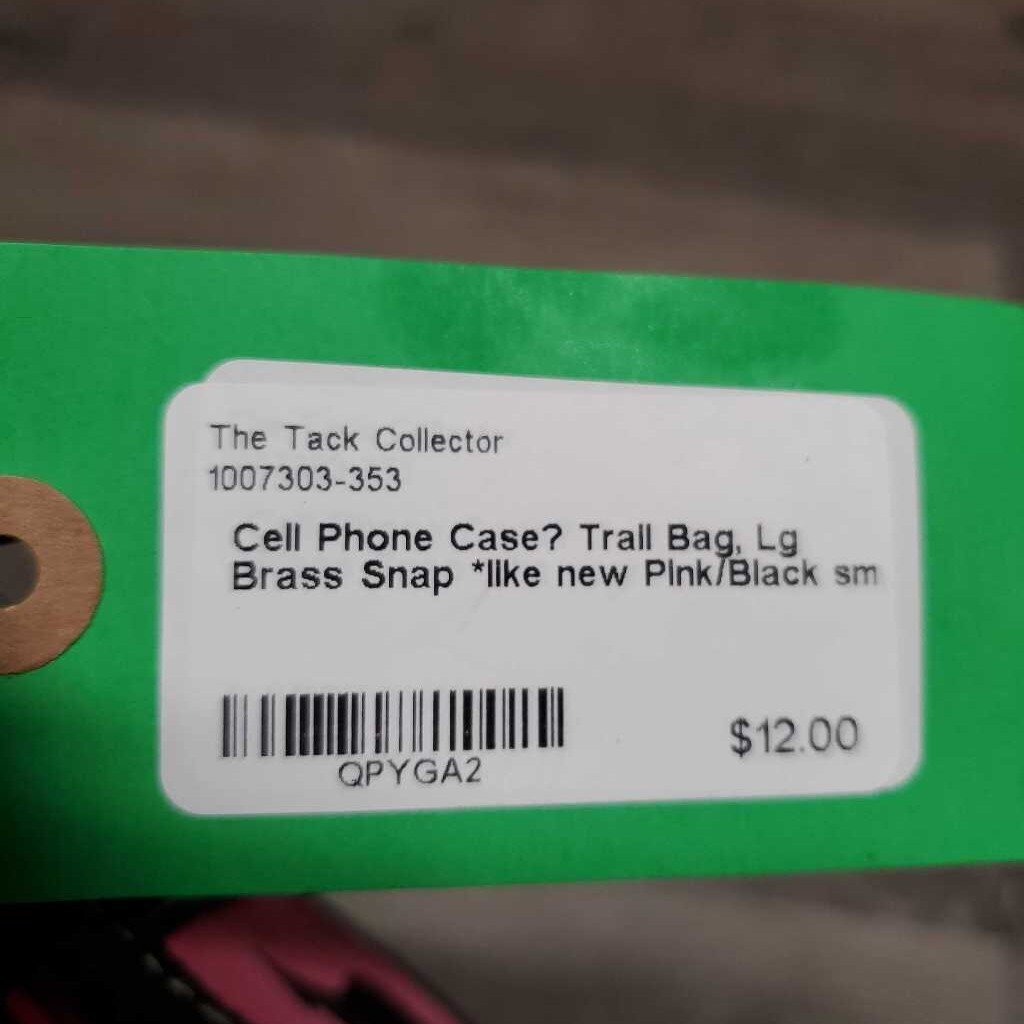 The Tack Collector
1007303-353
Cell Phone Case? Trail Bag, Lg
Brass Snap *like new Pink/Black sm
QPYGA2
$12.00